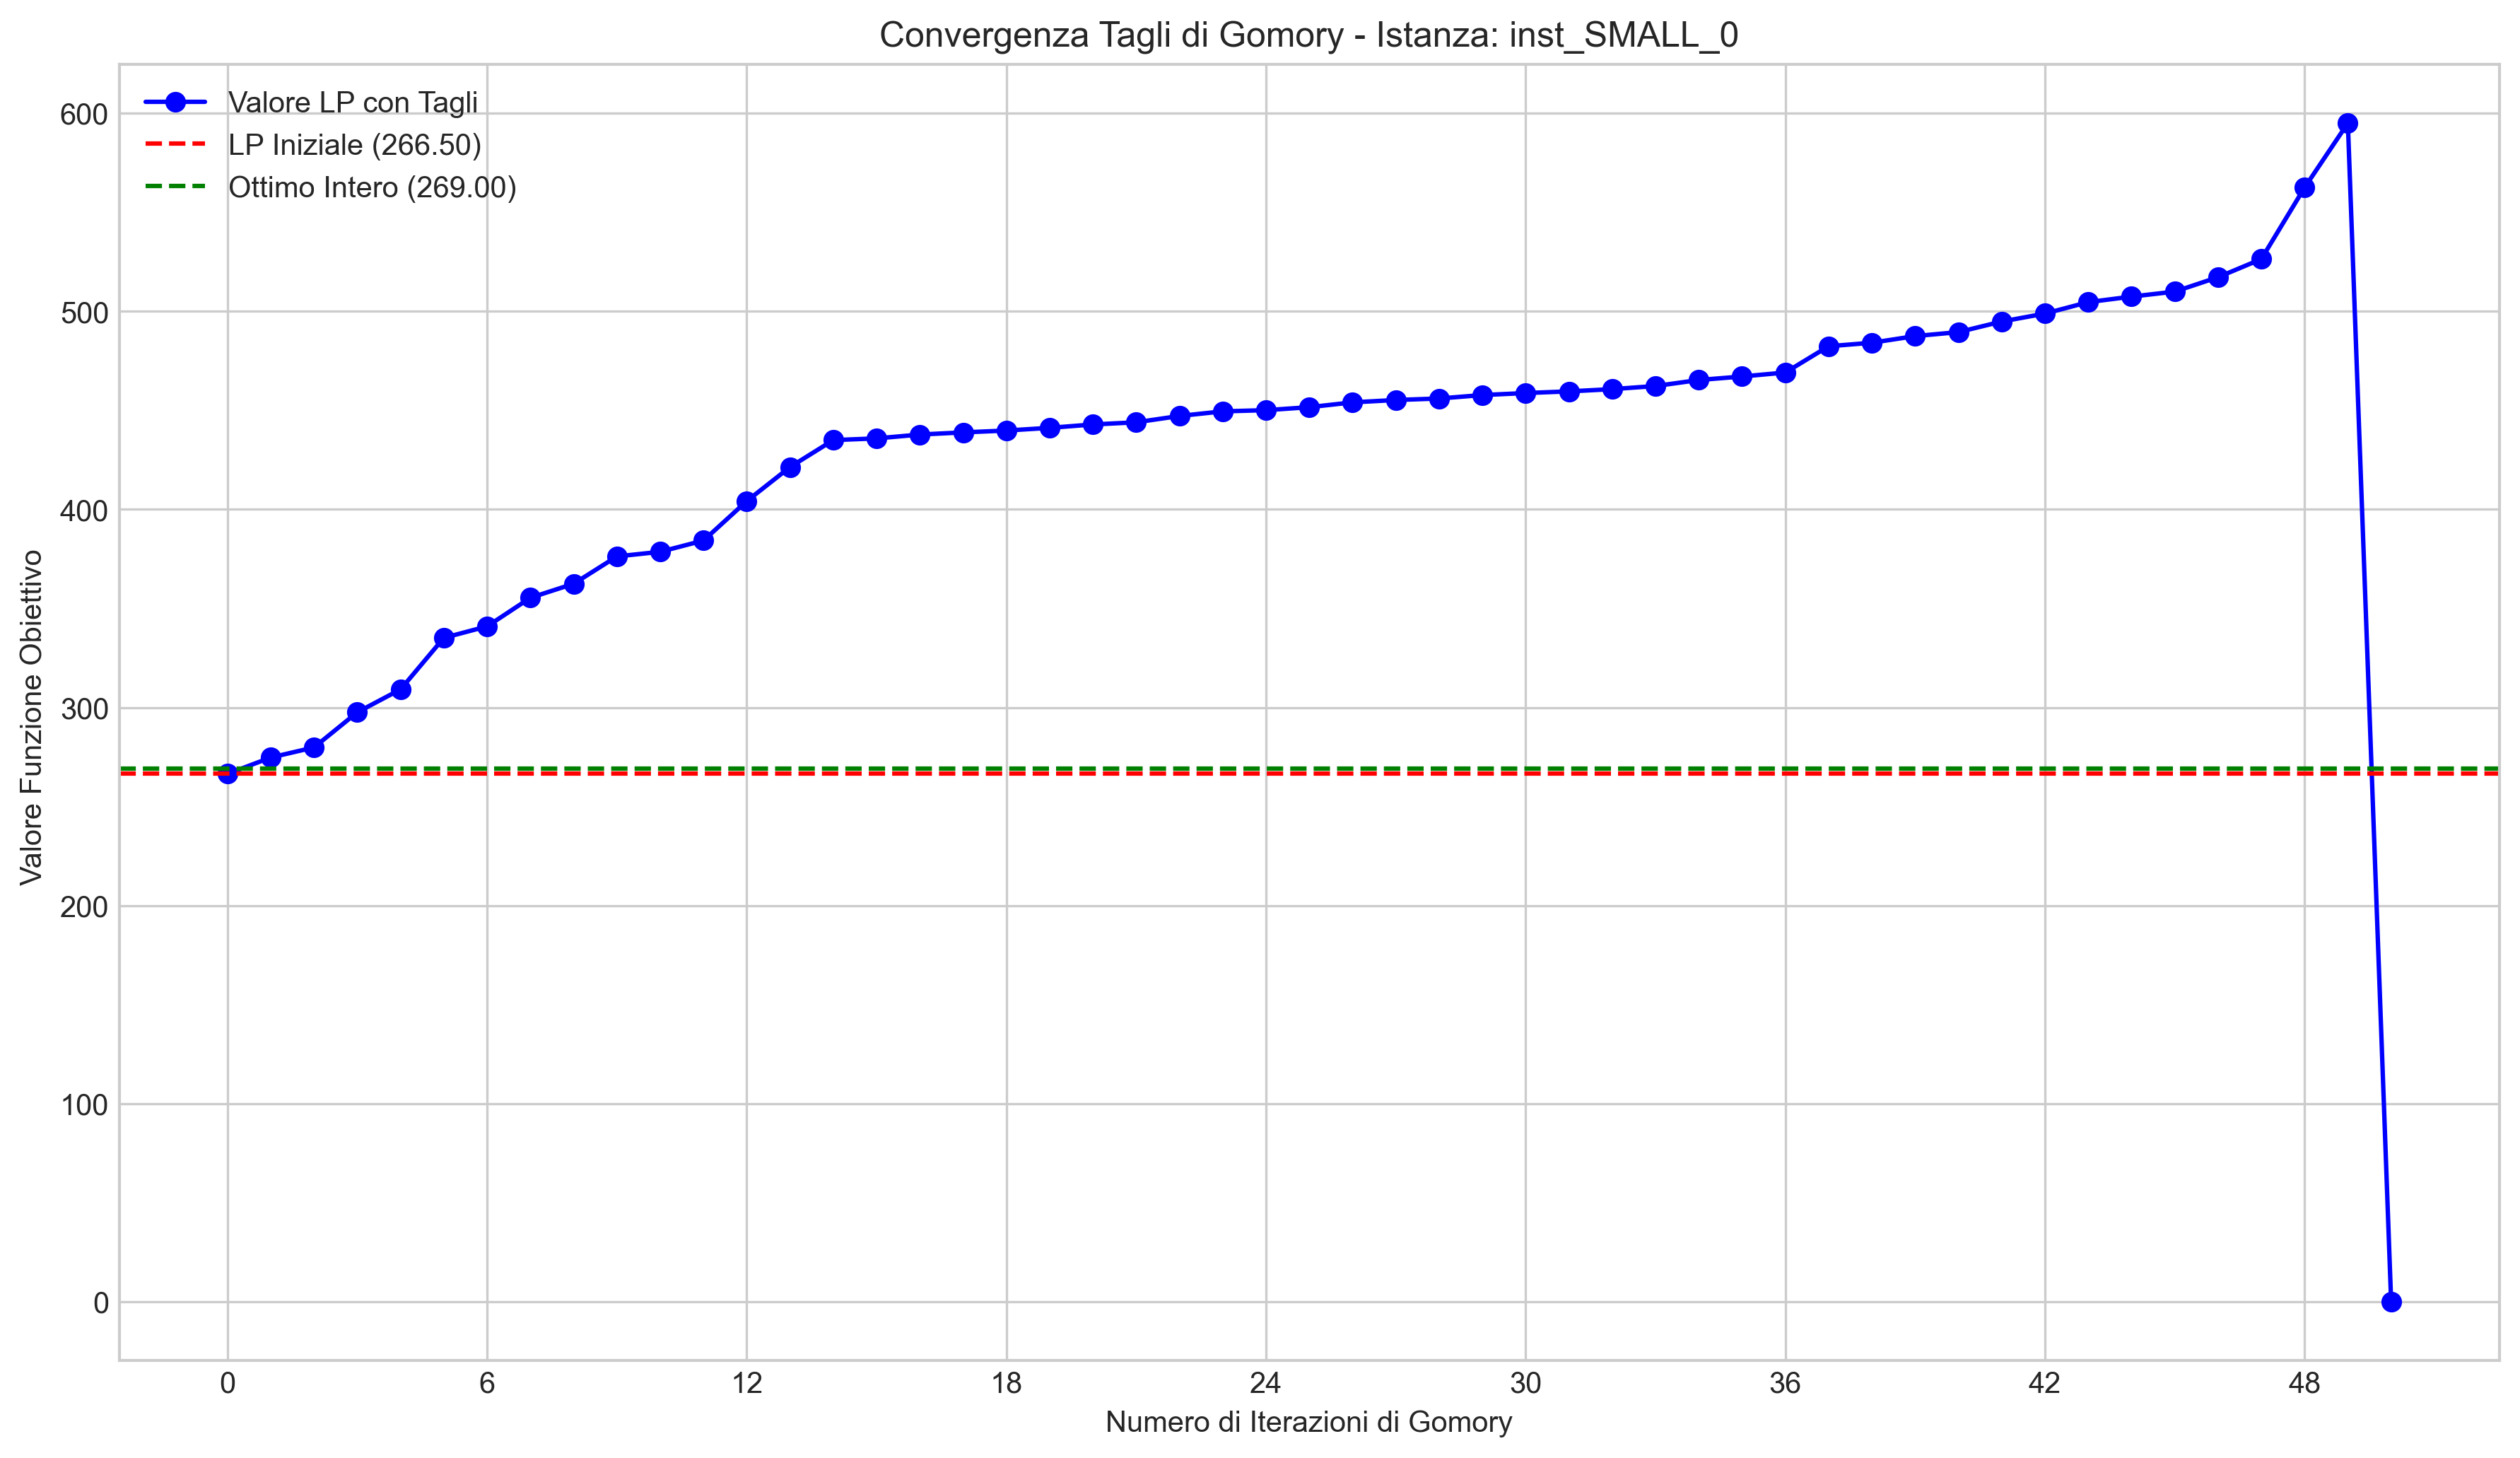 Convergenza Tagli di Gomory - Istanza: inst_SMALL_0
Valore LP con Tagli
LP Iniziale (266.50)
Ottimo Intero (269.00)
Valore Funzione Obiettivo
600
500
400
300
200
100
0
0 6 12 18 24 30 36 42 48
Numero di Iterazioni di Gomory